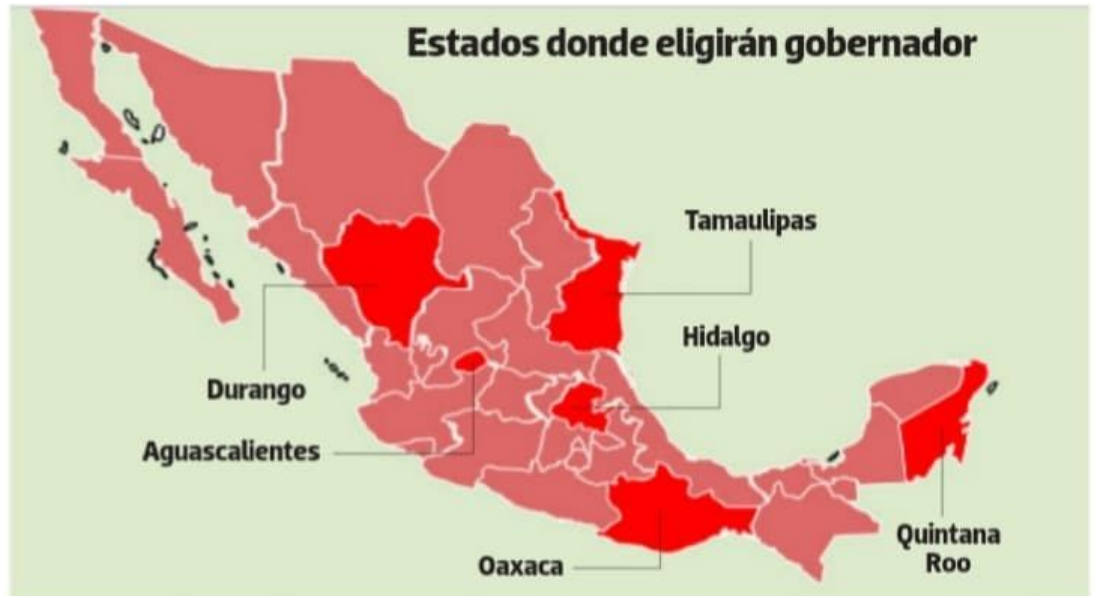 Estados donde eligirán gobernador
Tamaulipas
Hidalgo
Durango
Aguascalientes
Quintana
Roo
Oaxaca